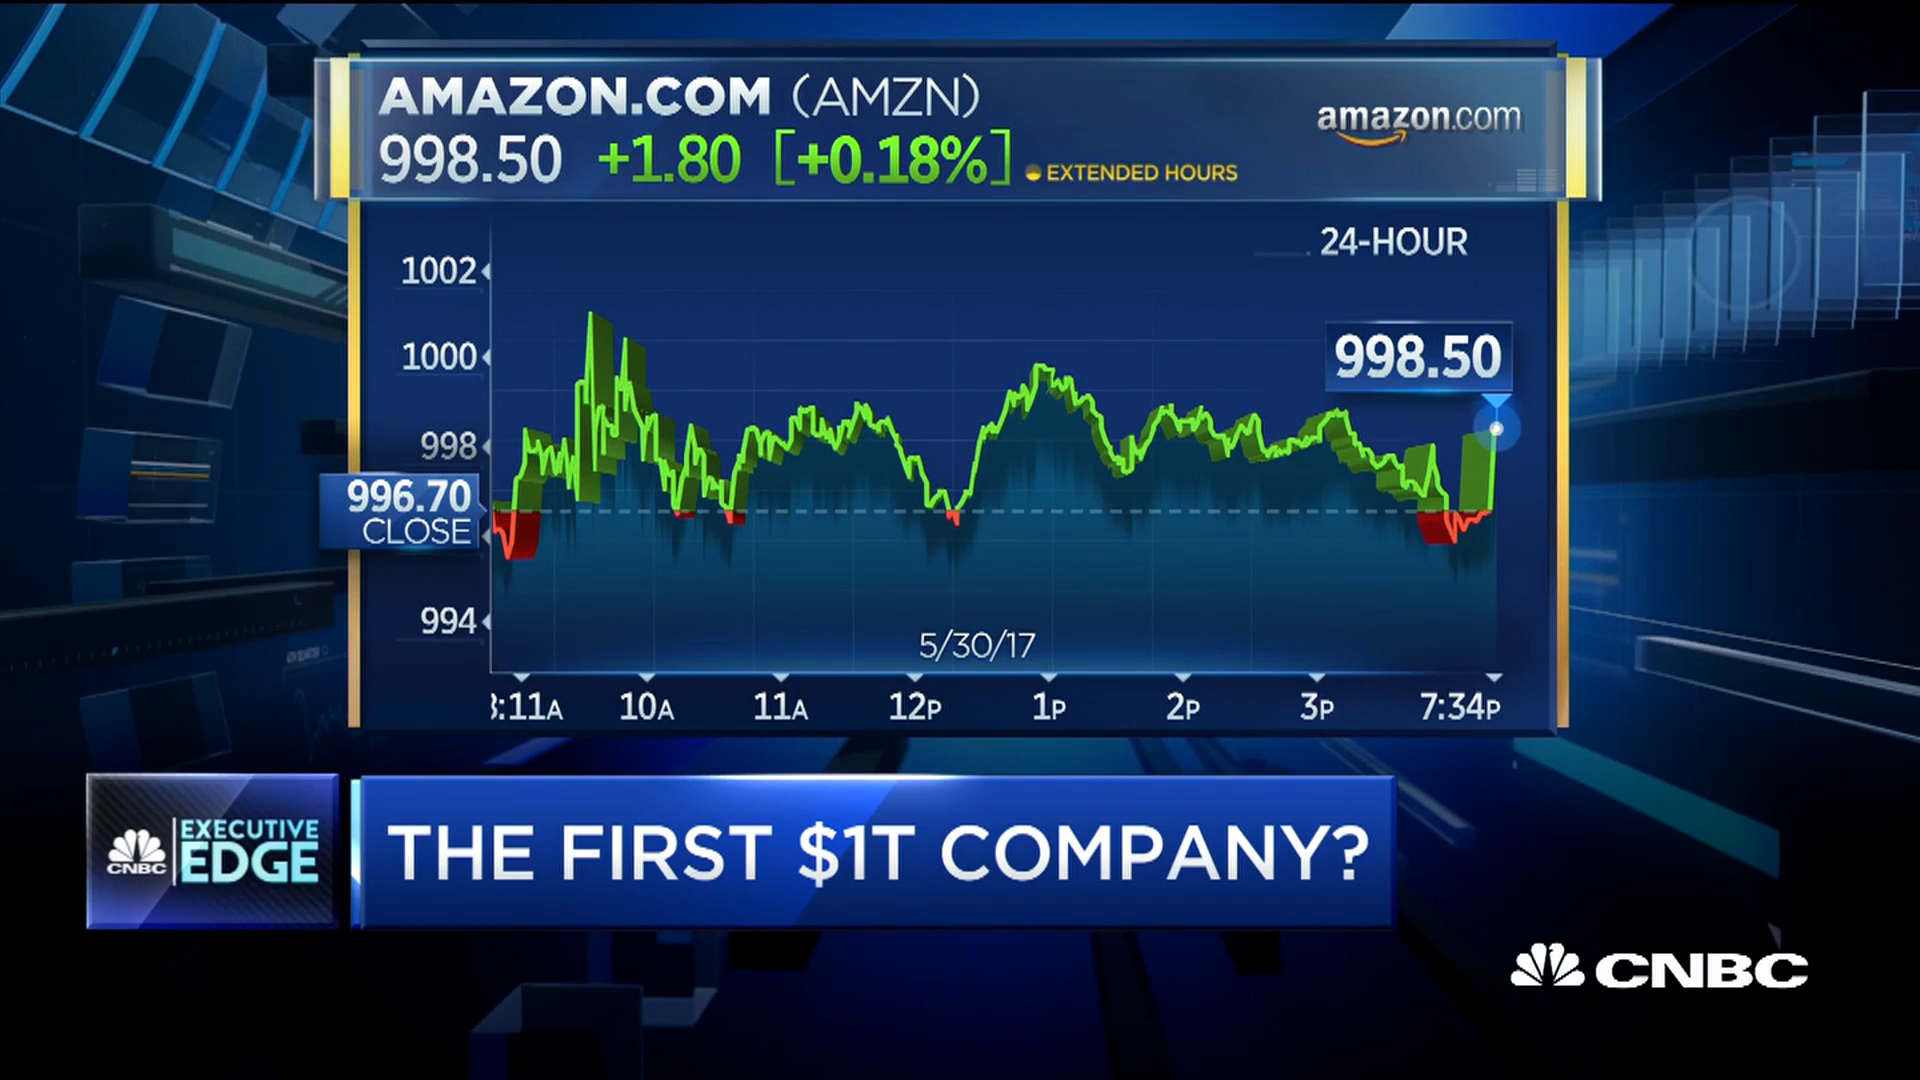 AMAZON.COM (AMZN)
998.50 +1.80 [+0.18%] EXTENDED HOURS
amazon.com
24-HOUR
1002
1000
998.50
998
996.70
CLOSE
994
5/30/17
:11A 10A 11A 12P 1P 2P 3P 7:34P
CNBC EXECUTIVE EDGE
THE FIRST $1T COMPANY?
CNBC